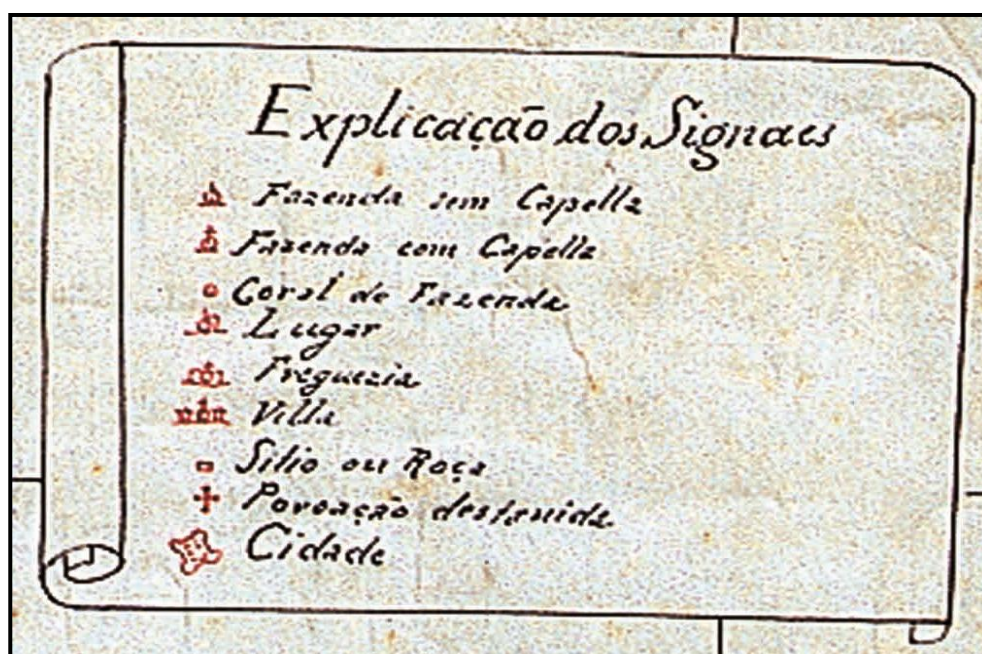 Explicação dos Signaes
Fazenda sem Capella
Fazenda com Capella
Coral de Fazenda
Lugar
Freguezia
Villa
Sitio ou Roça
Povoação
Cidade